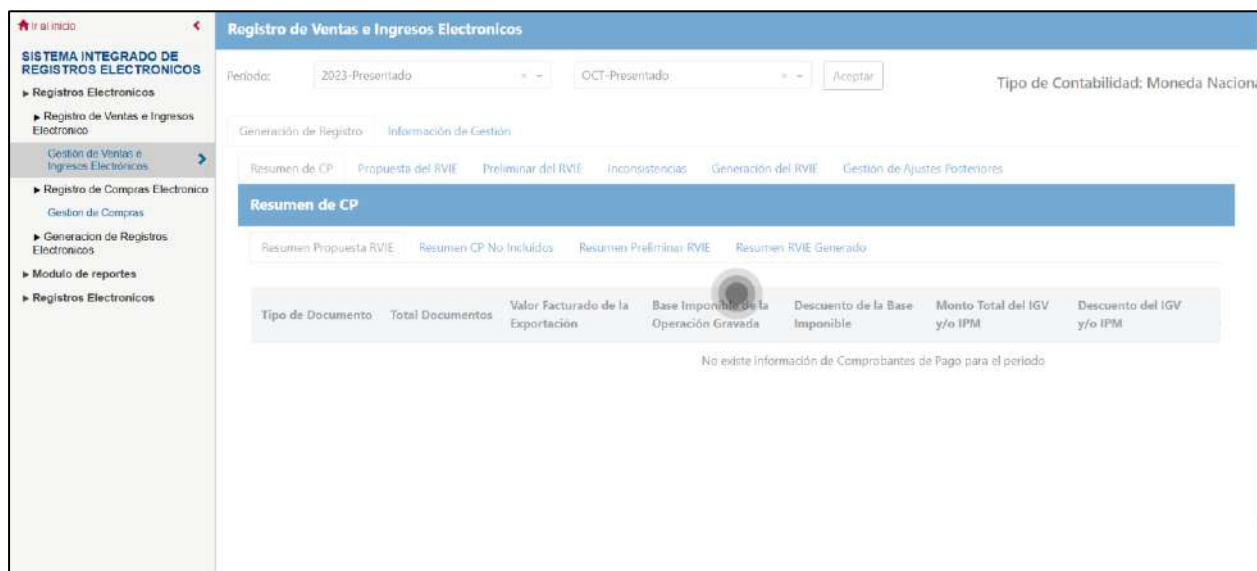 Ir al inicio
SISTEMA INTEGRADO DE
REGISTROS ELECTRONICOS
Registros Electronicos
Registro de Ventas e Ingresos
Electronico
Gestión de Ventas e
Ingresos Electrónicos
Registro de Compras Electronico
Gestion de Compras
Generacion de Registros
Electronicos
Modulo de reportes
Registros Electronicos
Registro de Ventas e Ingresos Electronicos
Periodo:
2023-Presentado
OCT-Presentado
Aceptar
Tipo de Contabilidad: Moneda Naciona
Generación de Registro Información de Gestión
Resumen de CP Propuesta del RVIE Preliminar del RVIE Inconsistencias Generación del RVIE Gestión de Ajustes Posteriores
Resumen de CP
Resumen Propuesta RVIE Resumen CP No Incluidos Resumen Preliminar RVIE Resumen RVIE Generado
Tipo de Documento Total Documentos
Valor Facturado de la
Exportación
Base Imponible de la
Operación Gravada
Descuento de la Base
Imponible
Monto Total del IGV
y/o IPM
Descuento del IGV
y/o IPM
No existe información de Comprobantes de Pago para el periodo